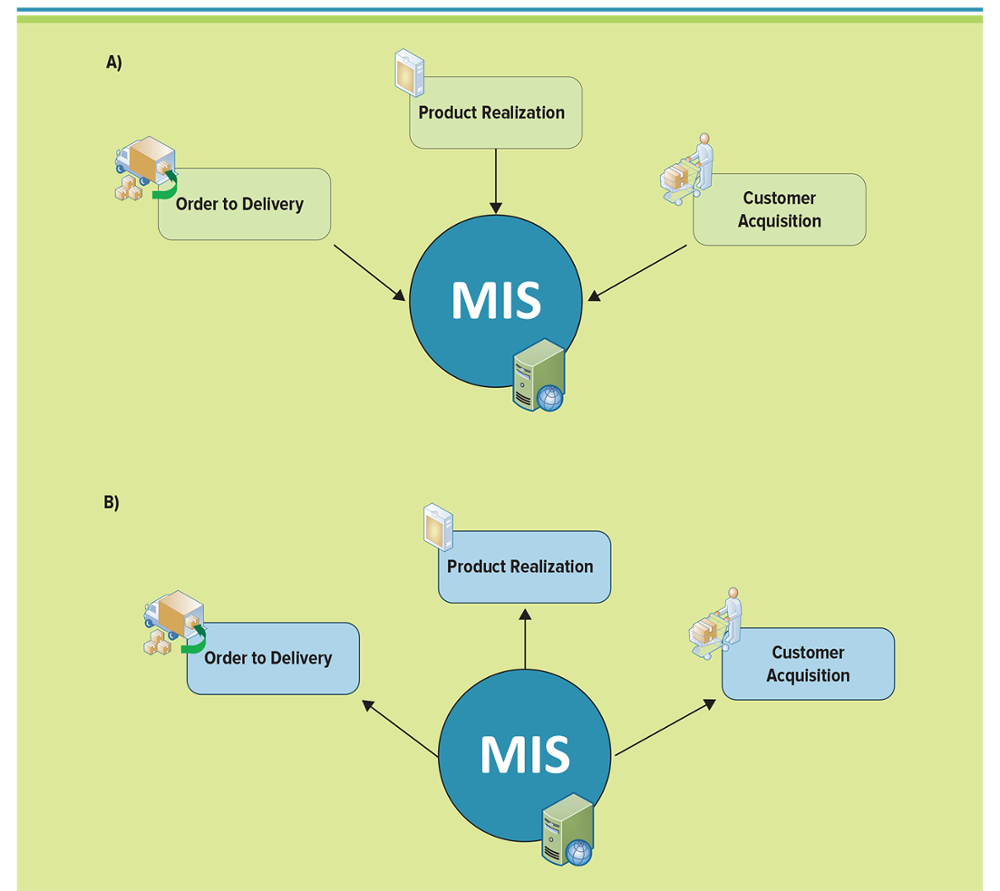 A)
Product Realization
Order to Delivery
Customer
Acquisition
MIS
B)
Product Realization
Order to Delivery
Customer
Acquisition
MIS